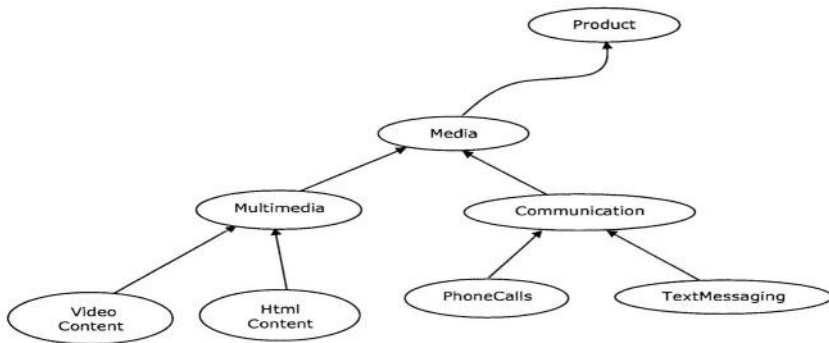 Product
Media
Multimedia
Communication
Video
Content
Html
Content
PhoneCalls
TextMessaging